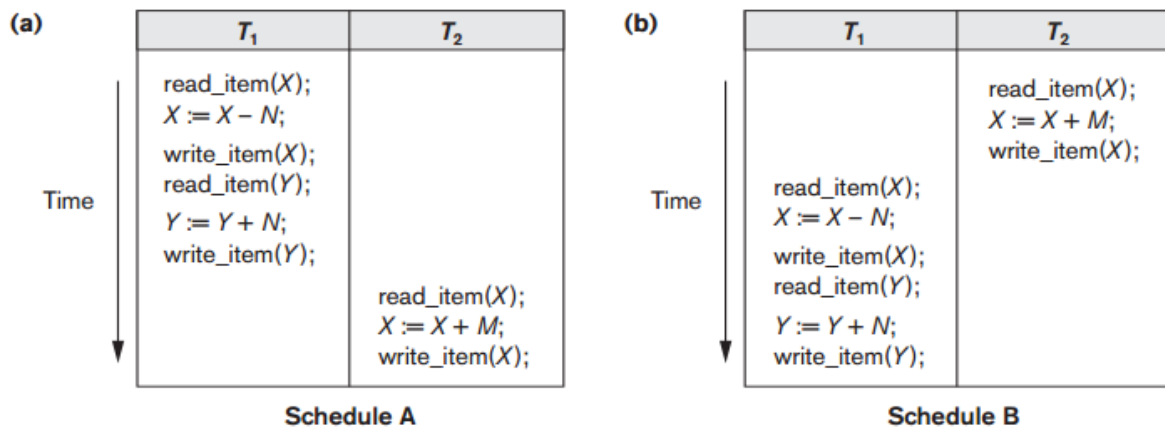 (a)
T1
T2
Time
read_item(X);
X := X – N;
write_item(X);
read_item(Y);
Y := Y + N;
write_item(Y);
read_item(X);
X := X + M;
write_item(X);
Schedule A
(b)
T1
T2
Time
read_item(X);
X := X + M;
write_item(X);
read_item(X);
X := X – N;
write_item(X);
read_item(Y);
Y := Y + N;
write_item(Y);
Schedule B